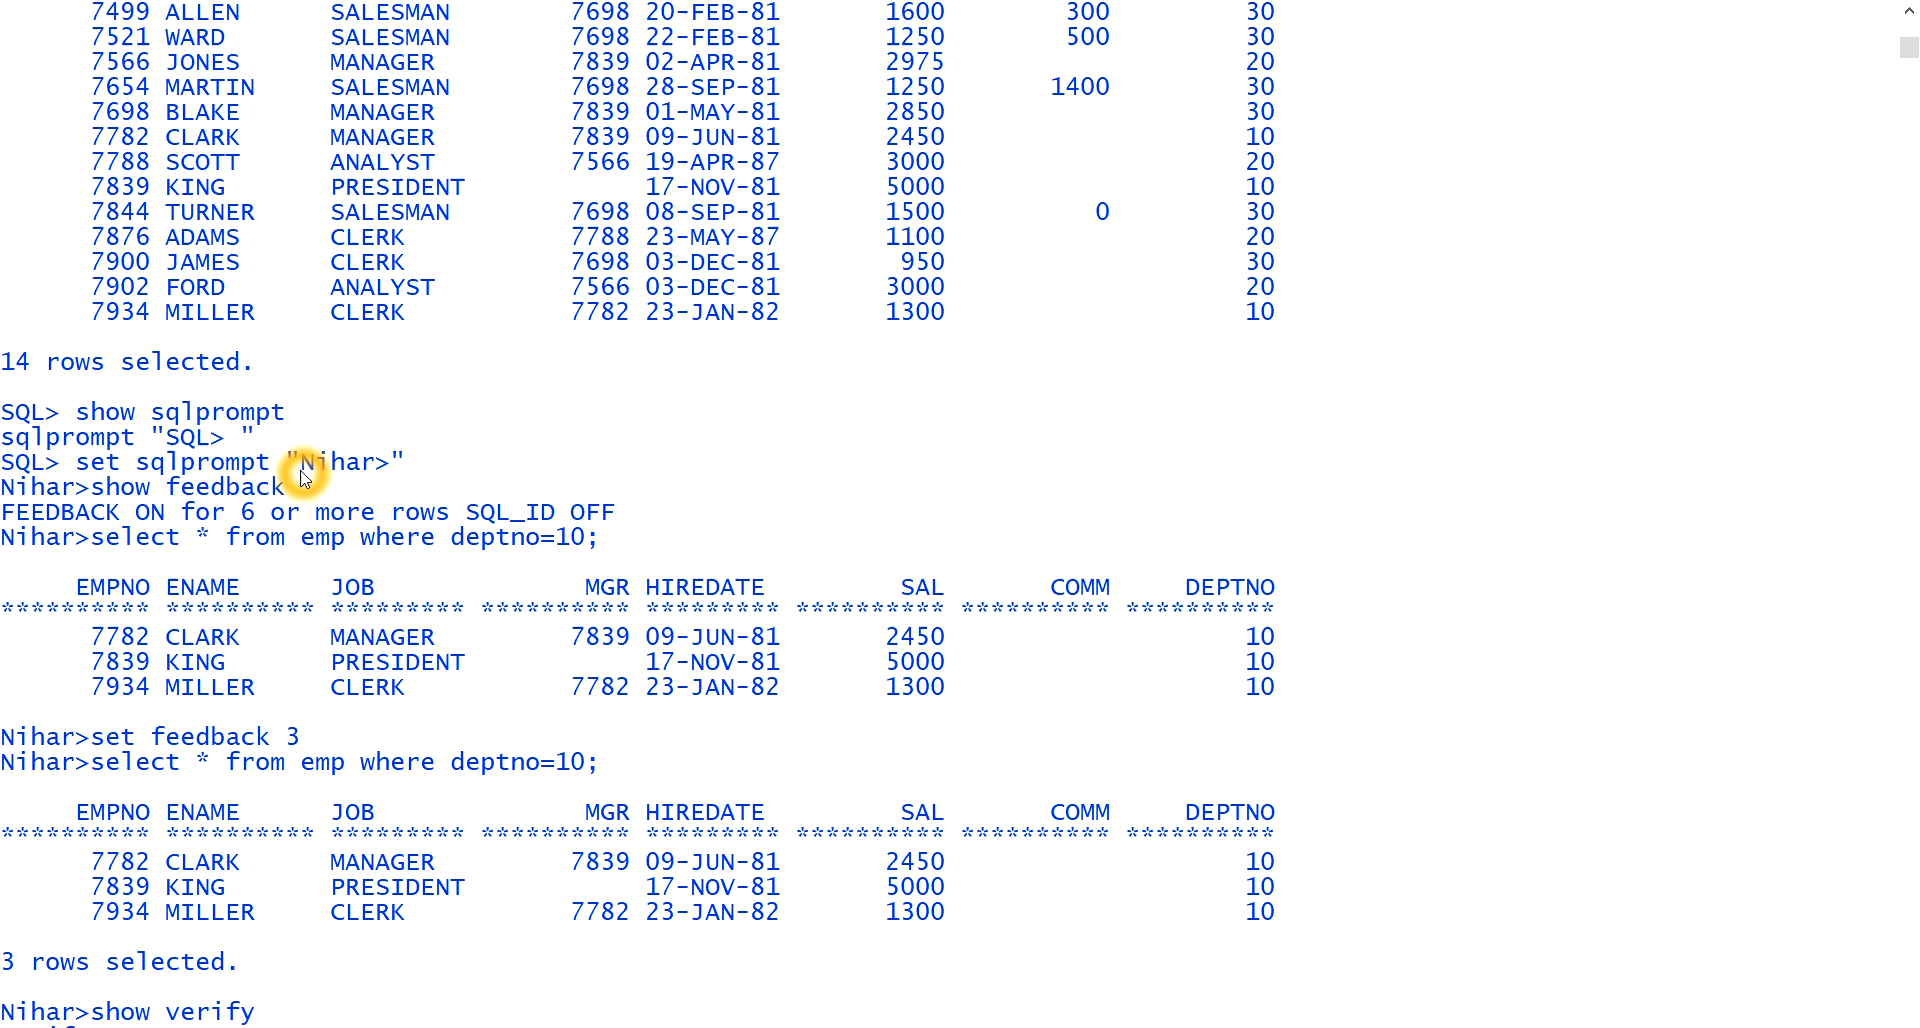 7499 ALLEN      SALESMAN        7698 20-FEB-81       1600        300         30
7521 WARD       SALESMAN        7698 22-FEB-81       1250        500         30
7566 JONES      MANAGER         7839 02-APR-81       2975                    20
7654 MARTIN     SALESMAN        7698 28-SEP-81       1250       1400         30
7698 BLAKE      MANAGER         7839 01-MAY-81       2850                    30
7782 CLARK      MANAGER         7839 09-JUN-81       2450                    10
7788 SCOTT      ANALYST         7566 19-APR-87       3000                    20
7839 KING       PRESIDENT            17-NOV-81       5000                    10
7844 TURNER     SALESMAN        7698 08-SEP-81       1500          0         30
7876 ADAMS      CLERK           7788 23-MAY-87       1100                    20
7900 JAMES      CLERK           7698 03-DEC-81        950                    30
7902 FORD       ANALYST         7566 03-DEC-81       3000                    20
7934 MILLER     CLERK           7782 23-JAN-82       1300                    10
14 rows selected.
SQL> show sqlprompt
sqlprompt "SQL> "
SQL> set sqlprompt "Nihar>"
Nihar>show feedback
FEEDBACK ON for 6 or more rows SQL_ID OFF
Nihar>select * from emp where deptno=10;
EMPNO ENAME      JOB              MGR HIREDATE         SAL       COMM     DEPTNO
********** ********** ********* ********** ********* ********** ********** **********
7782 CLARK      MANAGER         7839 09-JUN-81       2450                    10
7839 KING       PRESIDENT            17-NOV-81       5000                    10
7934 MILLER     CLERK           7782 23-JAN-82       1300                    10
Nihar>set feedback 3
Nihar>select * from emp where deptno=10;
EMPNO ENAME      JOB              MGR HIREDATE         SAL       COMM     DEPTNO
********** ********** ********* ********** ********* ********** ********** **********
7782 CLARK      MANAGER         7839 09-JUN-81       2450                    10
7839 KING       PRESIDENT            17-NOV-81       5000                    10
7934 MILLER     CLERK           7782 23-JAN-82       1300                    10
3 rows selected.
Nihar>show verify